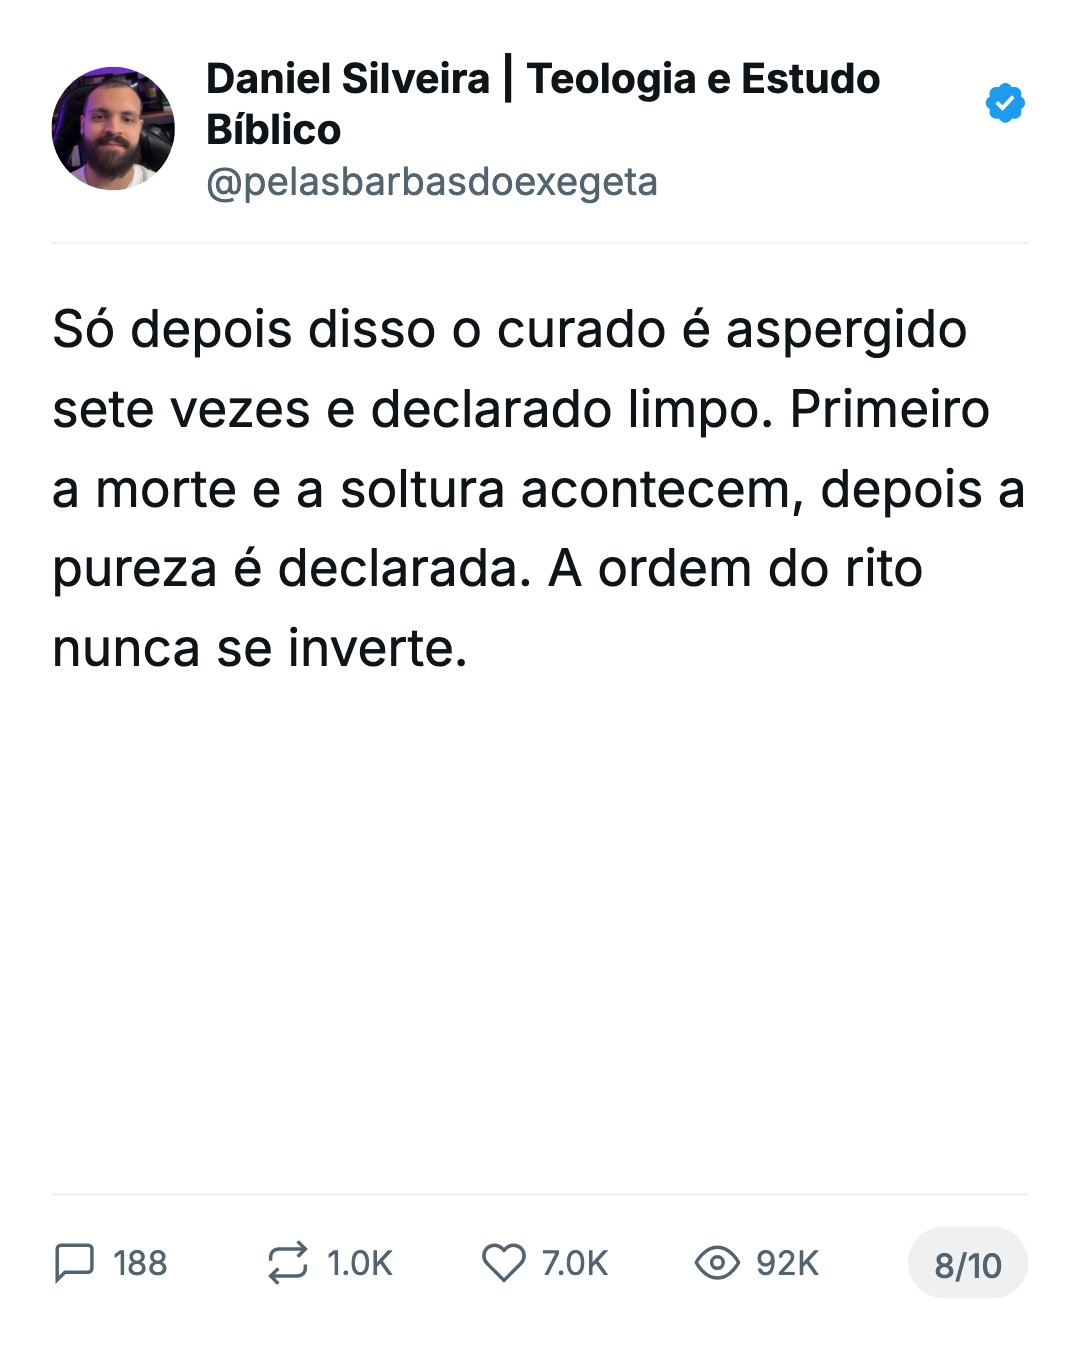 Daniel Silveira | Teologia e Estudo
Bíblico
@pelasbarbasdoexegeta
Só depois disso o curado é aspergido
sete vezes e declarado limpo. Primeiro
a morte e a soltura acontecem, depois a
pureza é declarada. A ordem do rito
nunca se inverte.
188 1.0K 7.0K 92K 8/10